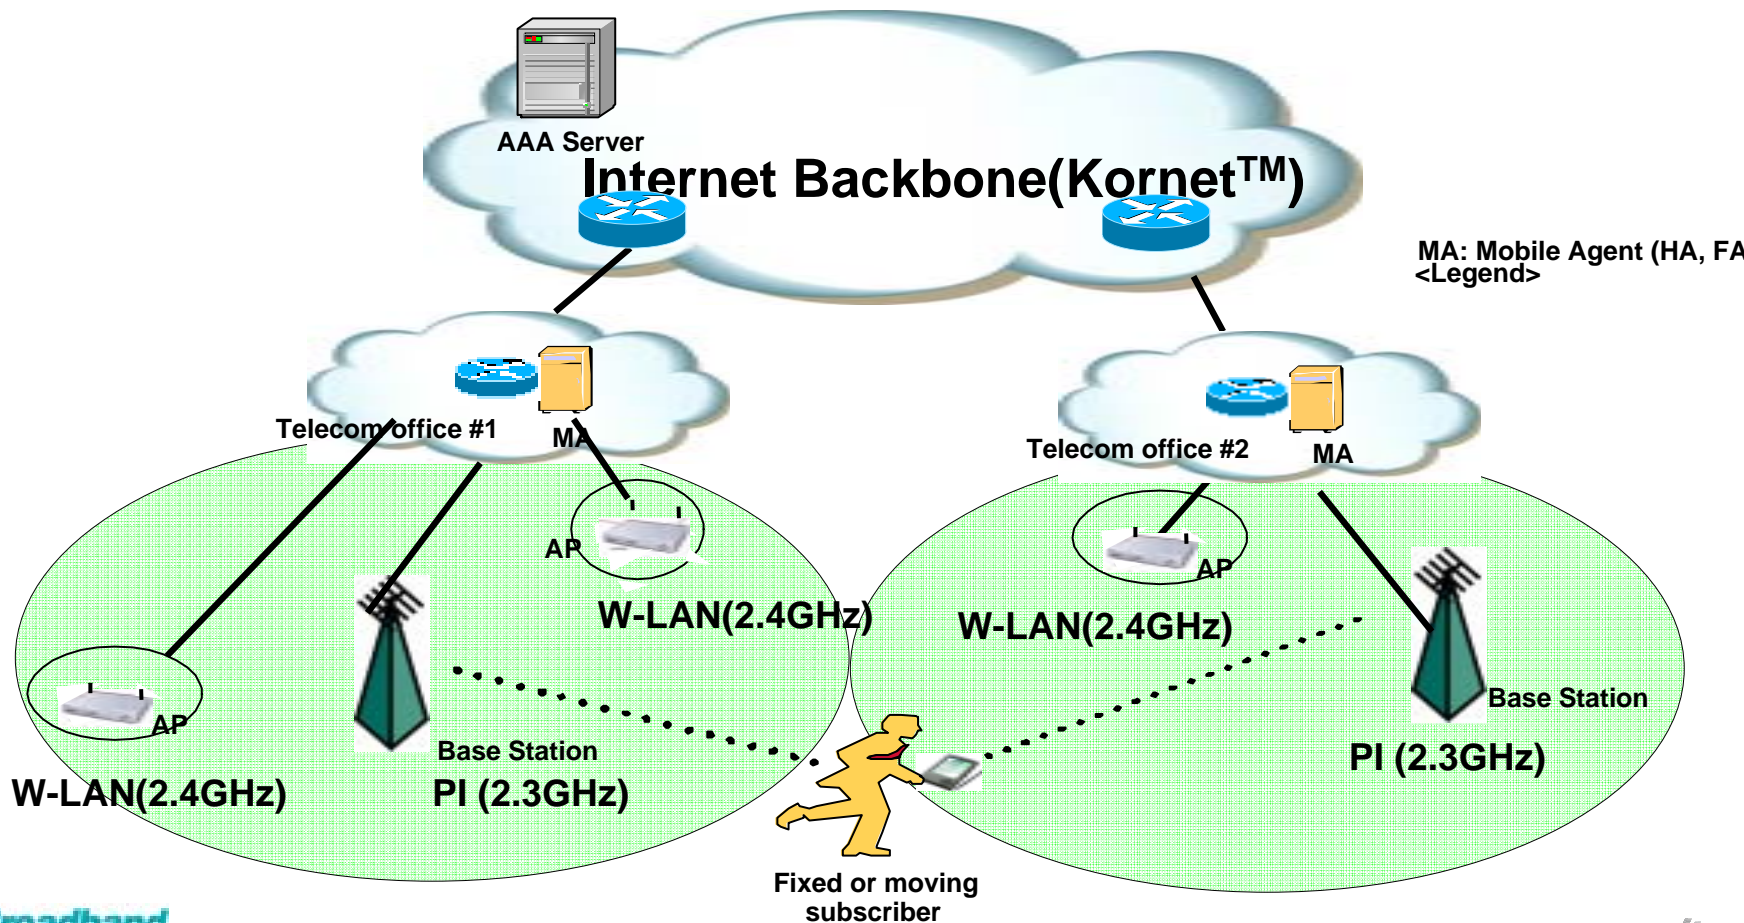 AAA Server
Internet Backbone(Kornet™)
MA: Mobile Agent (HA, FA
<Legend>
Telecom office #1
MA
Telecom office #2
MA
AP
AP
W-LAN(2.4GHz)
W-LAN(2.4GHz)
AP
Base Station
Base Station
PI (2.3GHz)
W-LAN(2.4GHz)
PI (2.3GHz)
Fixed or moving
subscriber